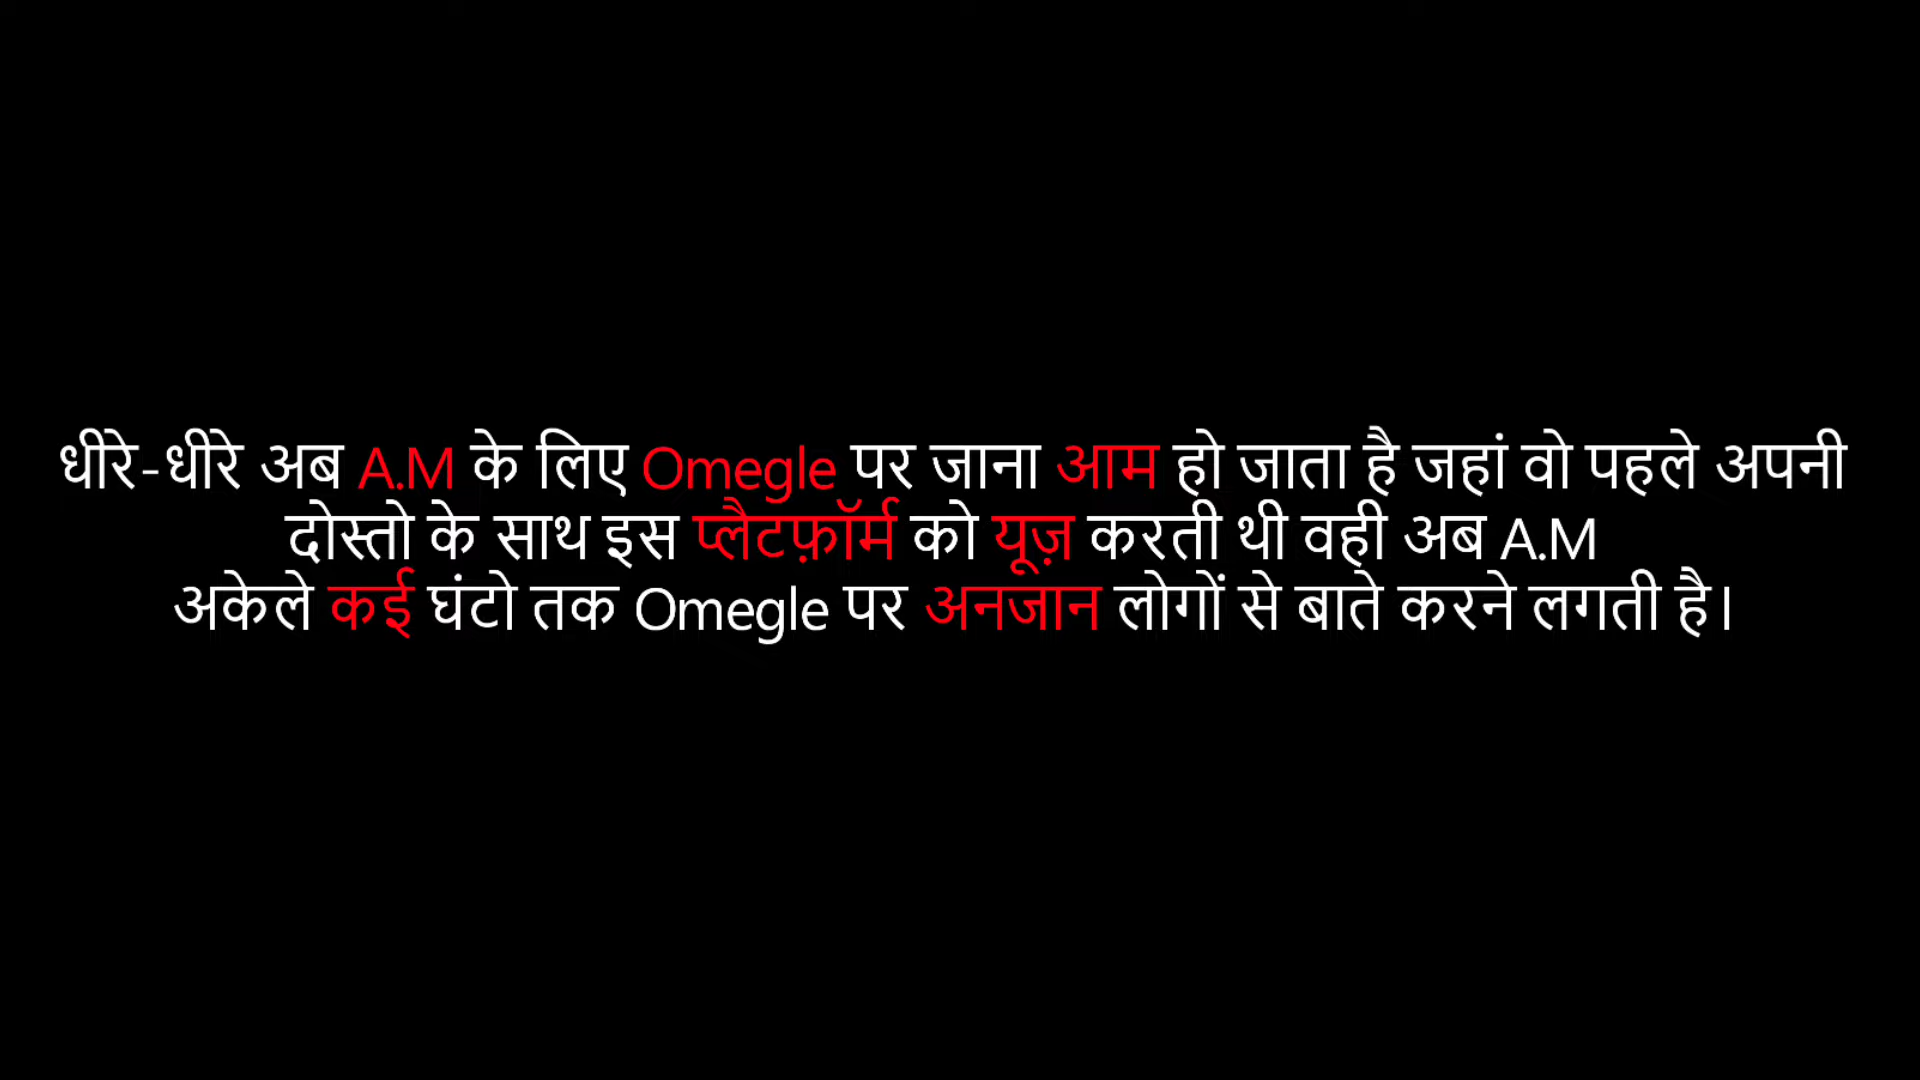 धीरे-धीरे अब A.M के लिए Omegle पर जाना आम हो जाता है जहां वो पहले अपनी
दोस्तो के साथ इस प्लैटफ़ॉर्म को यूज़ करती थी वही अब A.M
अकेले कई घंटो तक Omegle पर अनजान लोगों से बाते करने लगती है।